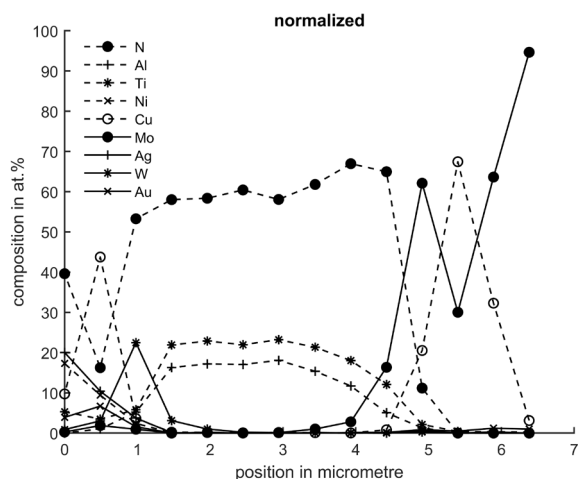 normalized
100
90
80
70
60
50
40
30
20
10
0
N
Al
Ti
Ni
Cu
Mo
Ag
W
Au
composition in at.%
0 1 2 3 4 5 6 7
position in micrometre